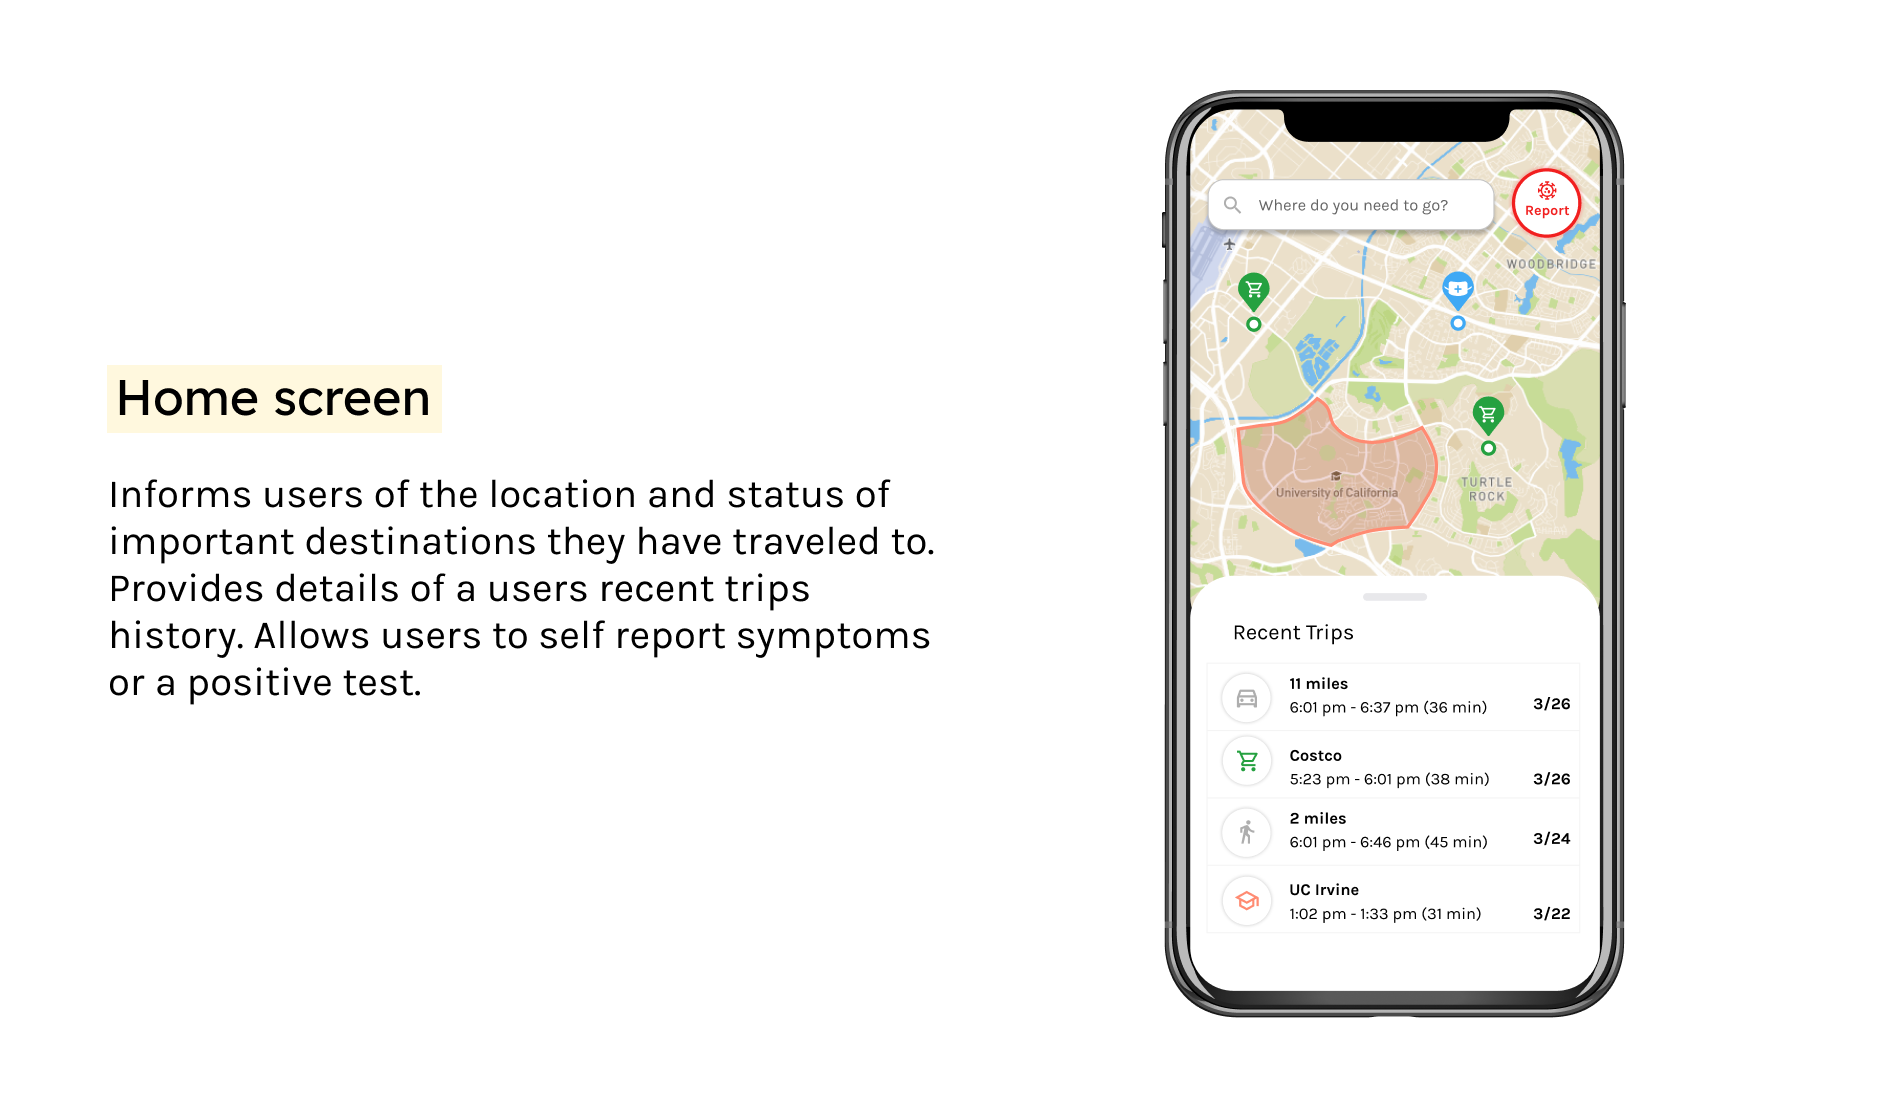 Home screen
Informs users of the location and status of
important destinations they have traveled to.
Provides details of a users recent trips
history. Allows users to self report symptoms
or a positive test.
Where do you need to go?
Report
WOODBRIDGE
University of California
TURTLE
ROCK
Recent Trips
11 miles
6:01 pm - 6:37 pm (36 min)
3/26
Costco
5:23 pm - 6:01 pm (38 min)
3/26
2 miles
6:01 pm - 6:46 pm (45 min)
3/24
UC Irvine
1:02 pm - 1:33 pm (31 min)
3/22